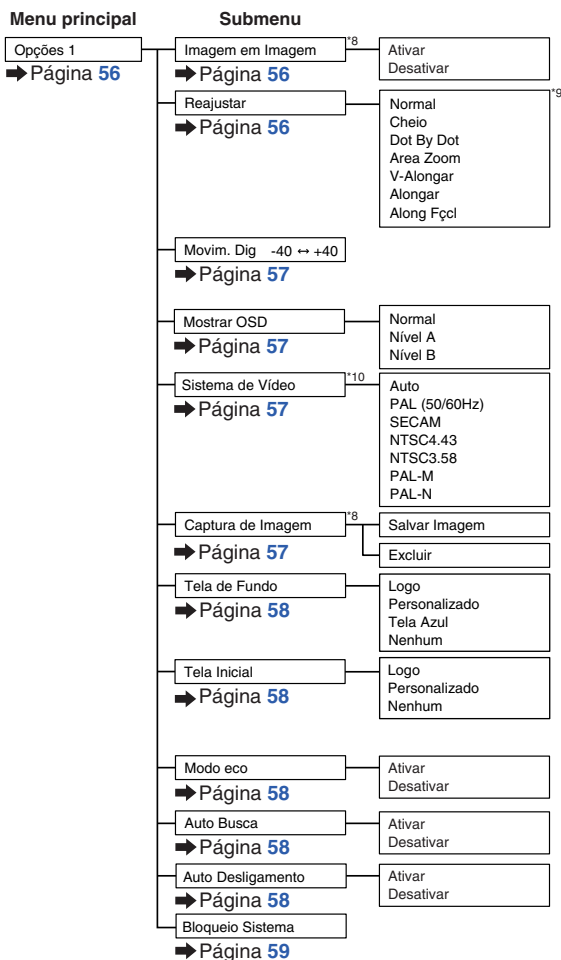 Menu principal Submenu
Opções 1
Página 56
Imagem em Imagem *8
Página 56
Ativar
Desativar
Reajustar
Página 56
*9
Normal
Cheio
Dot By Dot
Area Zoom
V-Alongar
Alongar
Along Fçcl
Movim. Dig -40 ↔ +40
Página 57
Mostrar OSD
Página 57
Normal
Nível A
Nível B
Sistema de Vídeo *10
Página 57
Auto
PAL (50/60Hz)
SECAM
NTSC4.43
NTSC3.58
PAL-M
PAL-N
Captura de Imagem *8
Página 57
Salvar Imagem
Excluir
Tela de Fundo
Página 58
Logo
Personalizado
Tela Azul
Nenhum
Tela Inicial
Página 58
Logo
Personalizado
Nenhum
Modo eco
Página 58
Ativar
Desativar
Auto Busca
Página 58
Ativar
Desativar
Auto Desligamento
Página 58
Ativar
Desativar
Bloqueio Sistema
Página 59